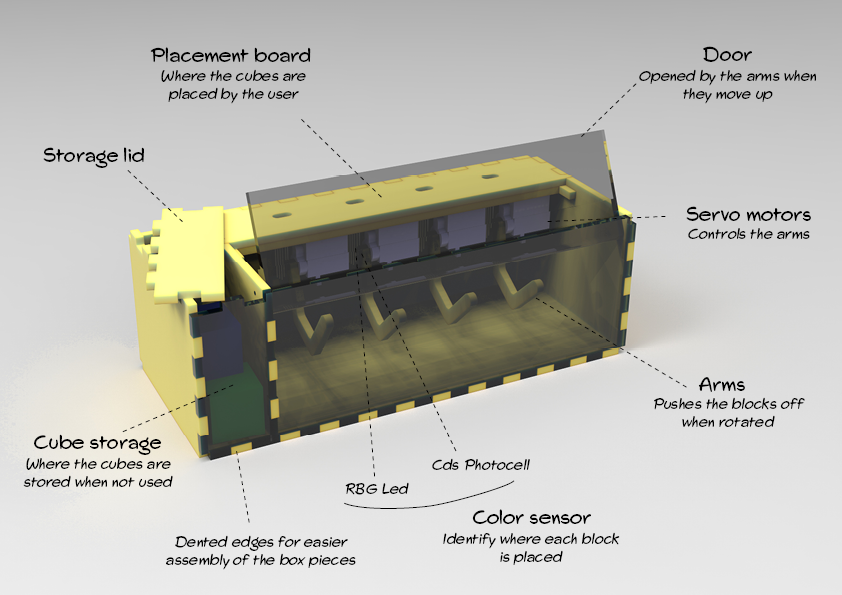 Placement board
Where the cubes are
placed by the user
Door
Opened by the arms when
they move up
Storage lid
Servo motors
Controls the arms
Arms
Pushes the blocks off
when rotated
Cube storage
Where the cubes are
stored when not used
Cds Photocell
RBG Led
Color sensor
Identify where each block
is placed
Dented edges for easier
assembly of the box pieces